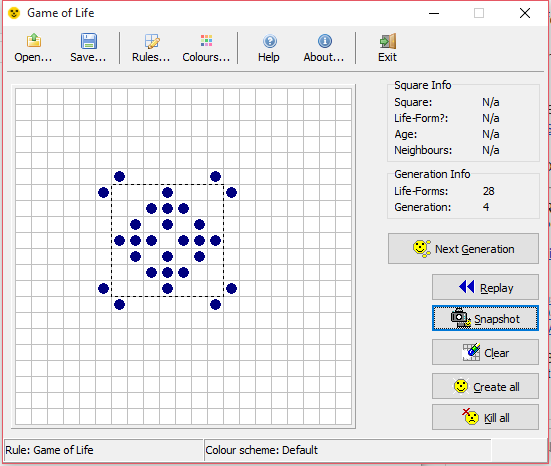 Game of Life
Open... Save... Rules... Colours... Help About... Exit
Square Info
Square: N/a
Life-Form?: N/a
Age: N/a
Neighbours: N/a
Generation Info
Life-Forms: 28
Generation: 4
Next Generation
Replay
Snapshot
Clear
Create all
Kill all
Rule: Game of Life Colour scheme: Default